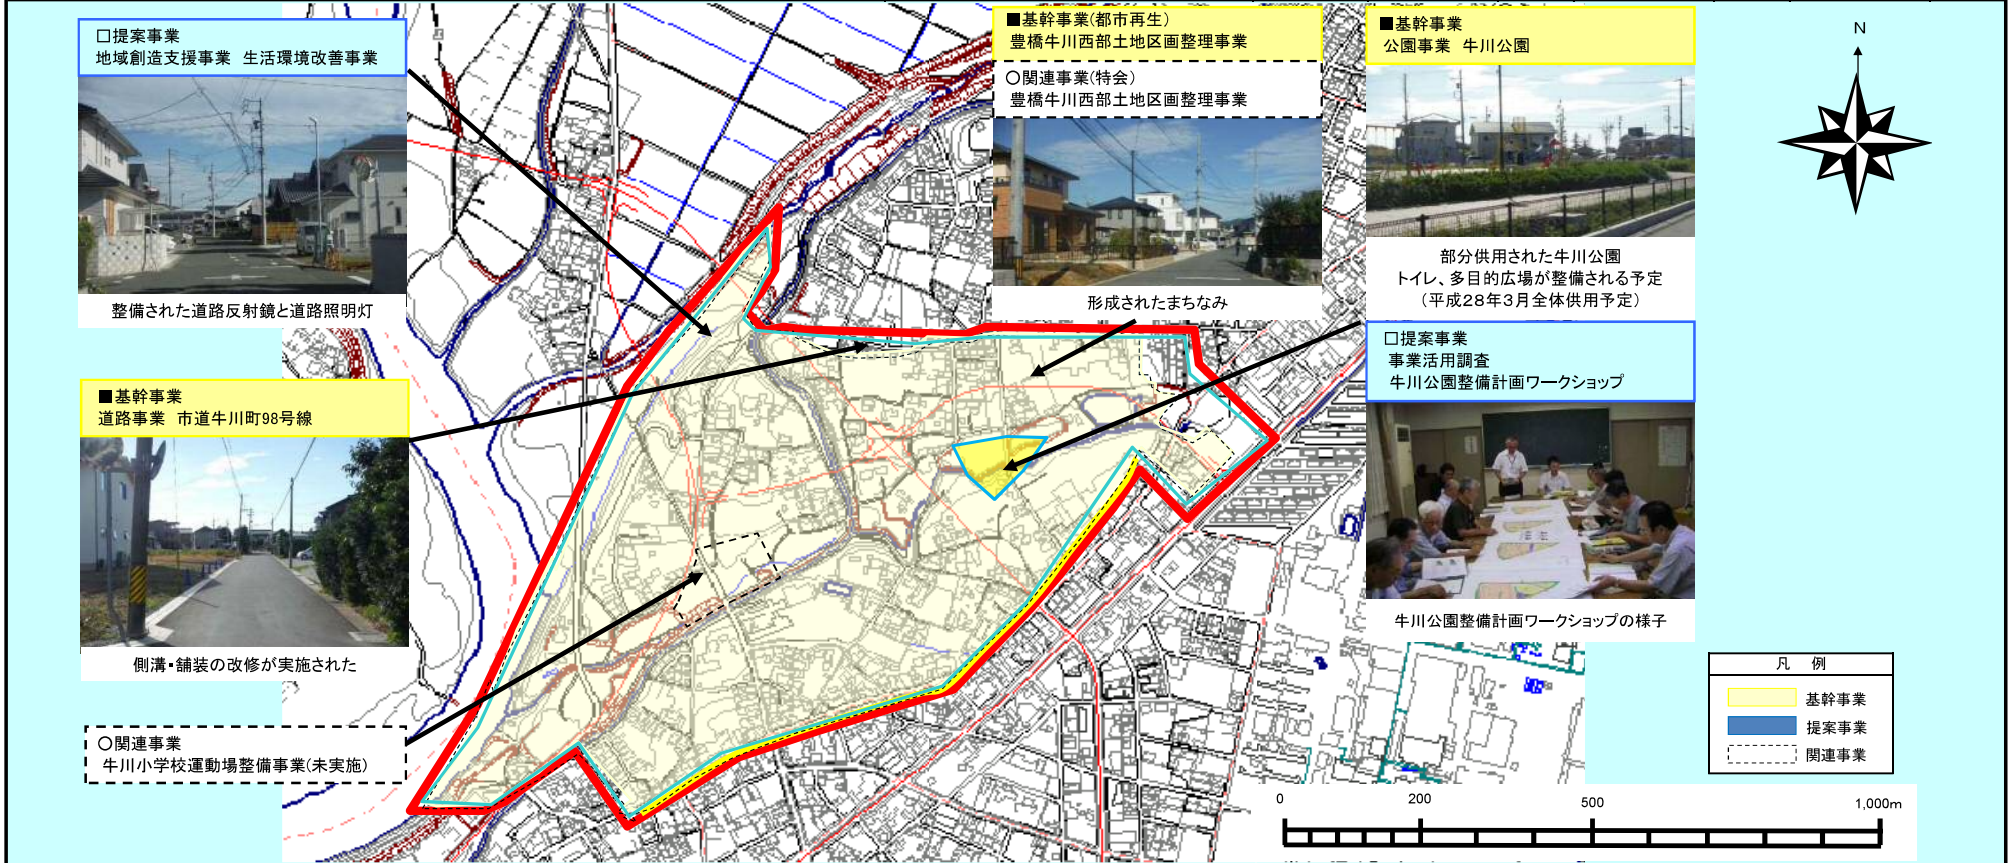 □提案事業
地域創造支援事業 生活環境改善事業
整備された道路反射鏡と道路照明灯
■基幹事業
道路事業 市道牛川町98号線
側溝・舗装の改修が実施された
○関連事業
牛川小学校運動場整備事業(未実施)
■基幹事業(都市再生)
豊橋牛川西部土地区画整理事業
○関連事業(特会)
豊橋牛川西部土地区画整理事業
形成されたまちなみ
■基幹事業
公園事業 牛川公園
部分供用された牛川公園
トイレ、多目的広場が整備される予定
(平成28年3月全体供用予定)
□提案事業
事業活用調査
牛川公園整備計画ワークショップ
牛川公園整備計画ワークショップの様子
N
凡 例
基幹事業
提案事業
関連事業
0 200 500 1,000m